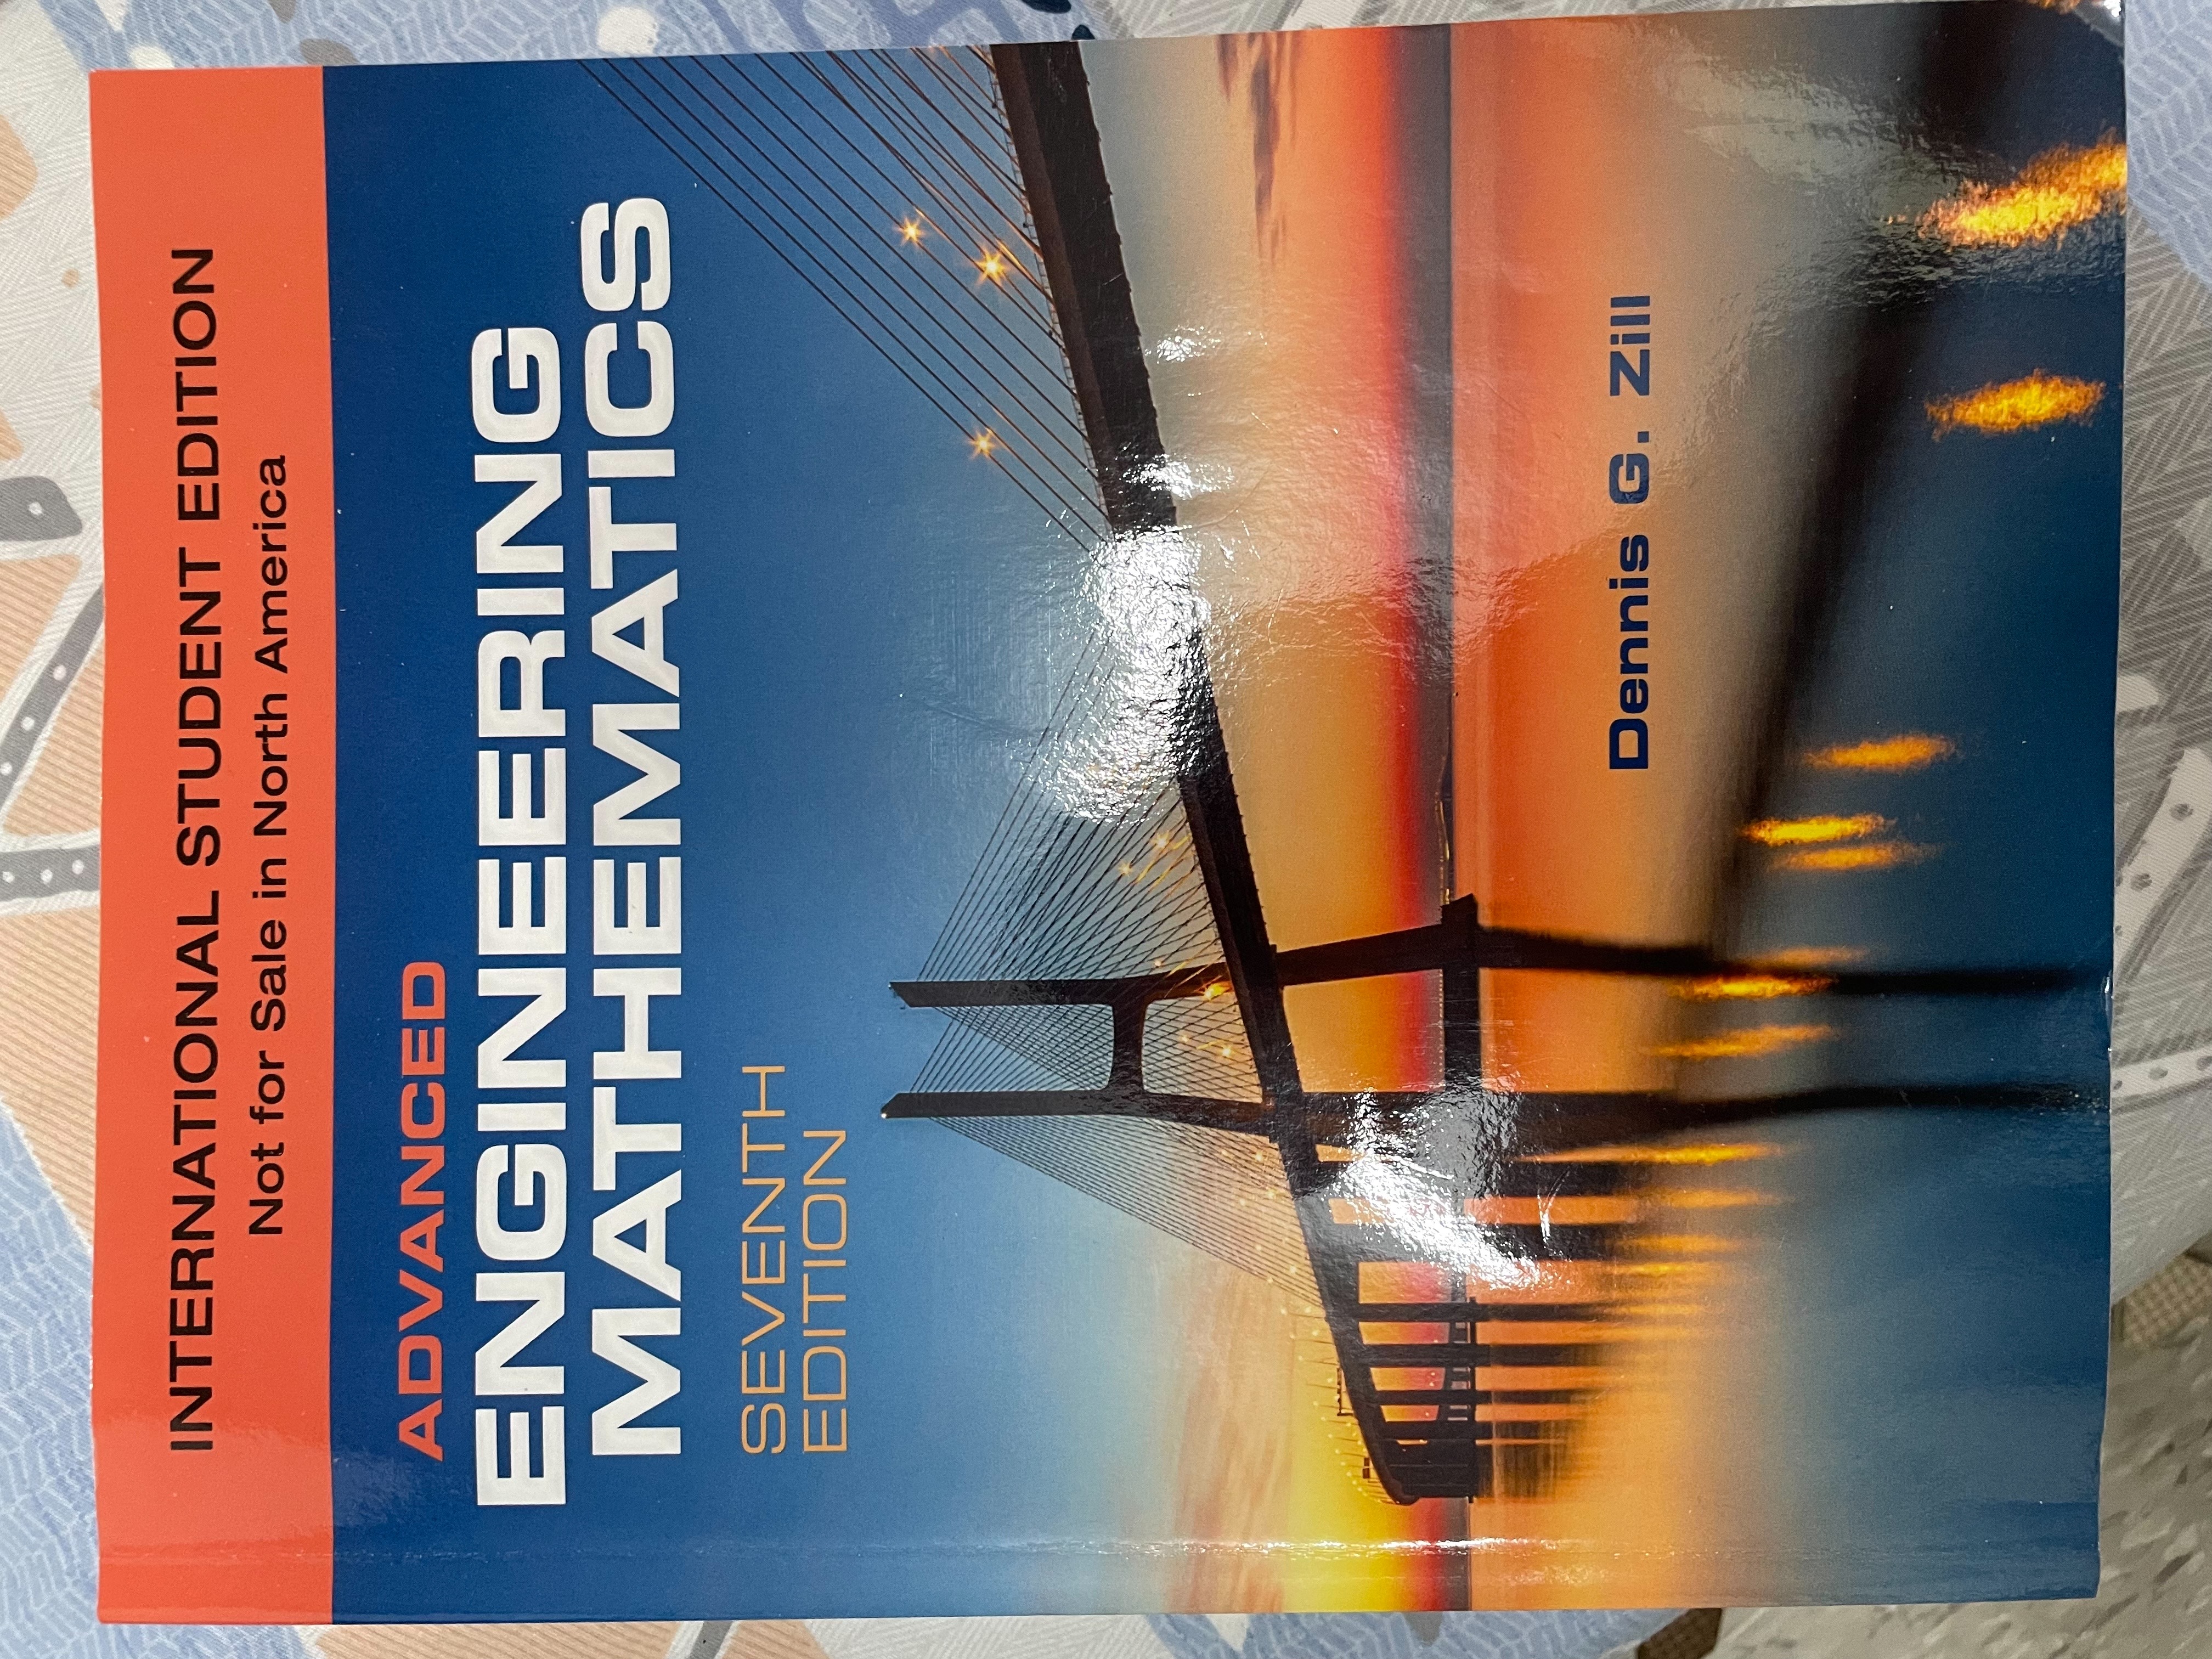 INTERNATIONAL STUDENT EDITION
Not for Sale in North America
ADVANCED
ENGINEERING
MATHEMATICS
SEVENTH
EDITION
Dennis G. Zill